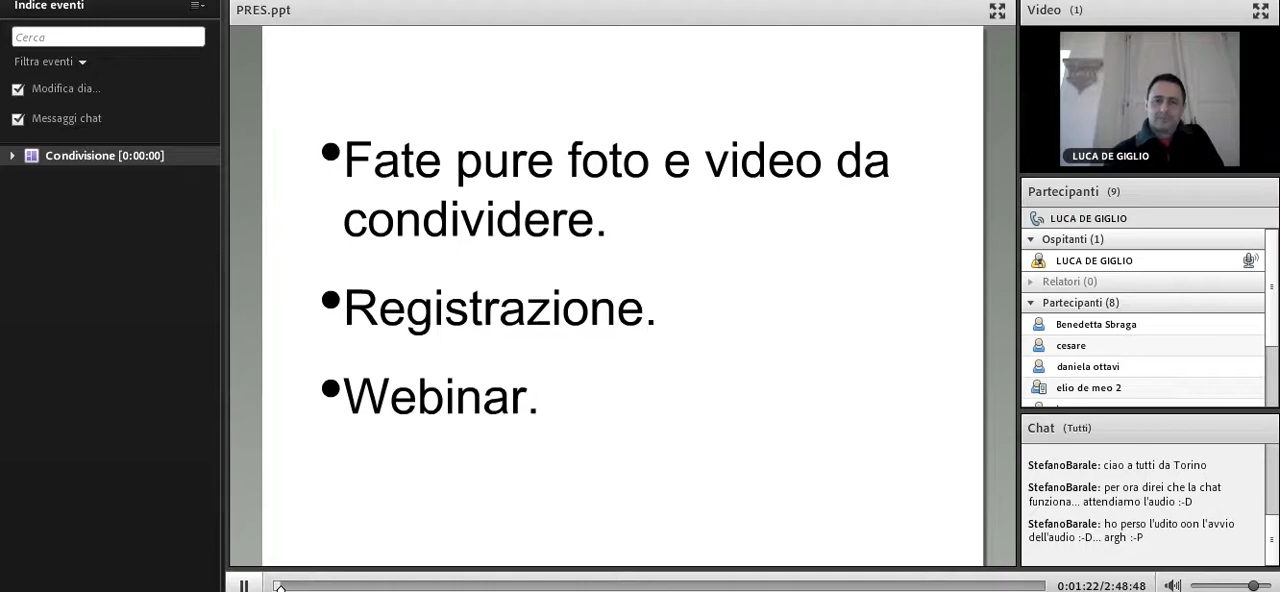 Indice eventi
Cerca
Filtra eventi
Modifica dia...
Messaggi chat
Condivisione [0:00:00]
PRES.ppt
•Fate pure foto e video da
condividere.
•Registrazione.
•Webinar.
Video (1)
LUCA DE GIGLIO
Partecipanti (9)
LUCA DE GIGLIO
Ospitanti (1)
LUCA DE GIGLIO
Relatori (0)
Partecipanti (8)
Benedetta Sbraga
cesare
daniela ottavi
elio de meo 2
Chat (Tutti)
StefanoBarale: ciao a tutti da Torino
StefanoBarale: per ora direi che la chat
funziona... attendiamo l'audio :-D
StefanoBarale: ho perso l'udito oon l'avvio
dell'audio :-D... argh :-P
0:01:22/2:48:48